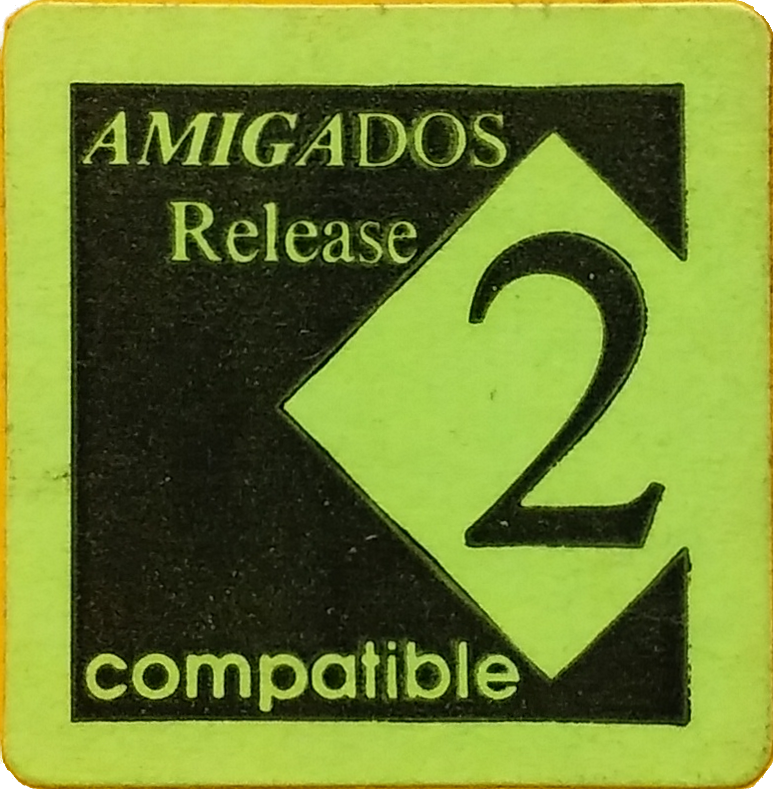 AMIGADOS
Release
2
compatible